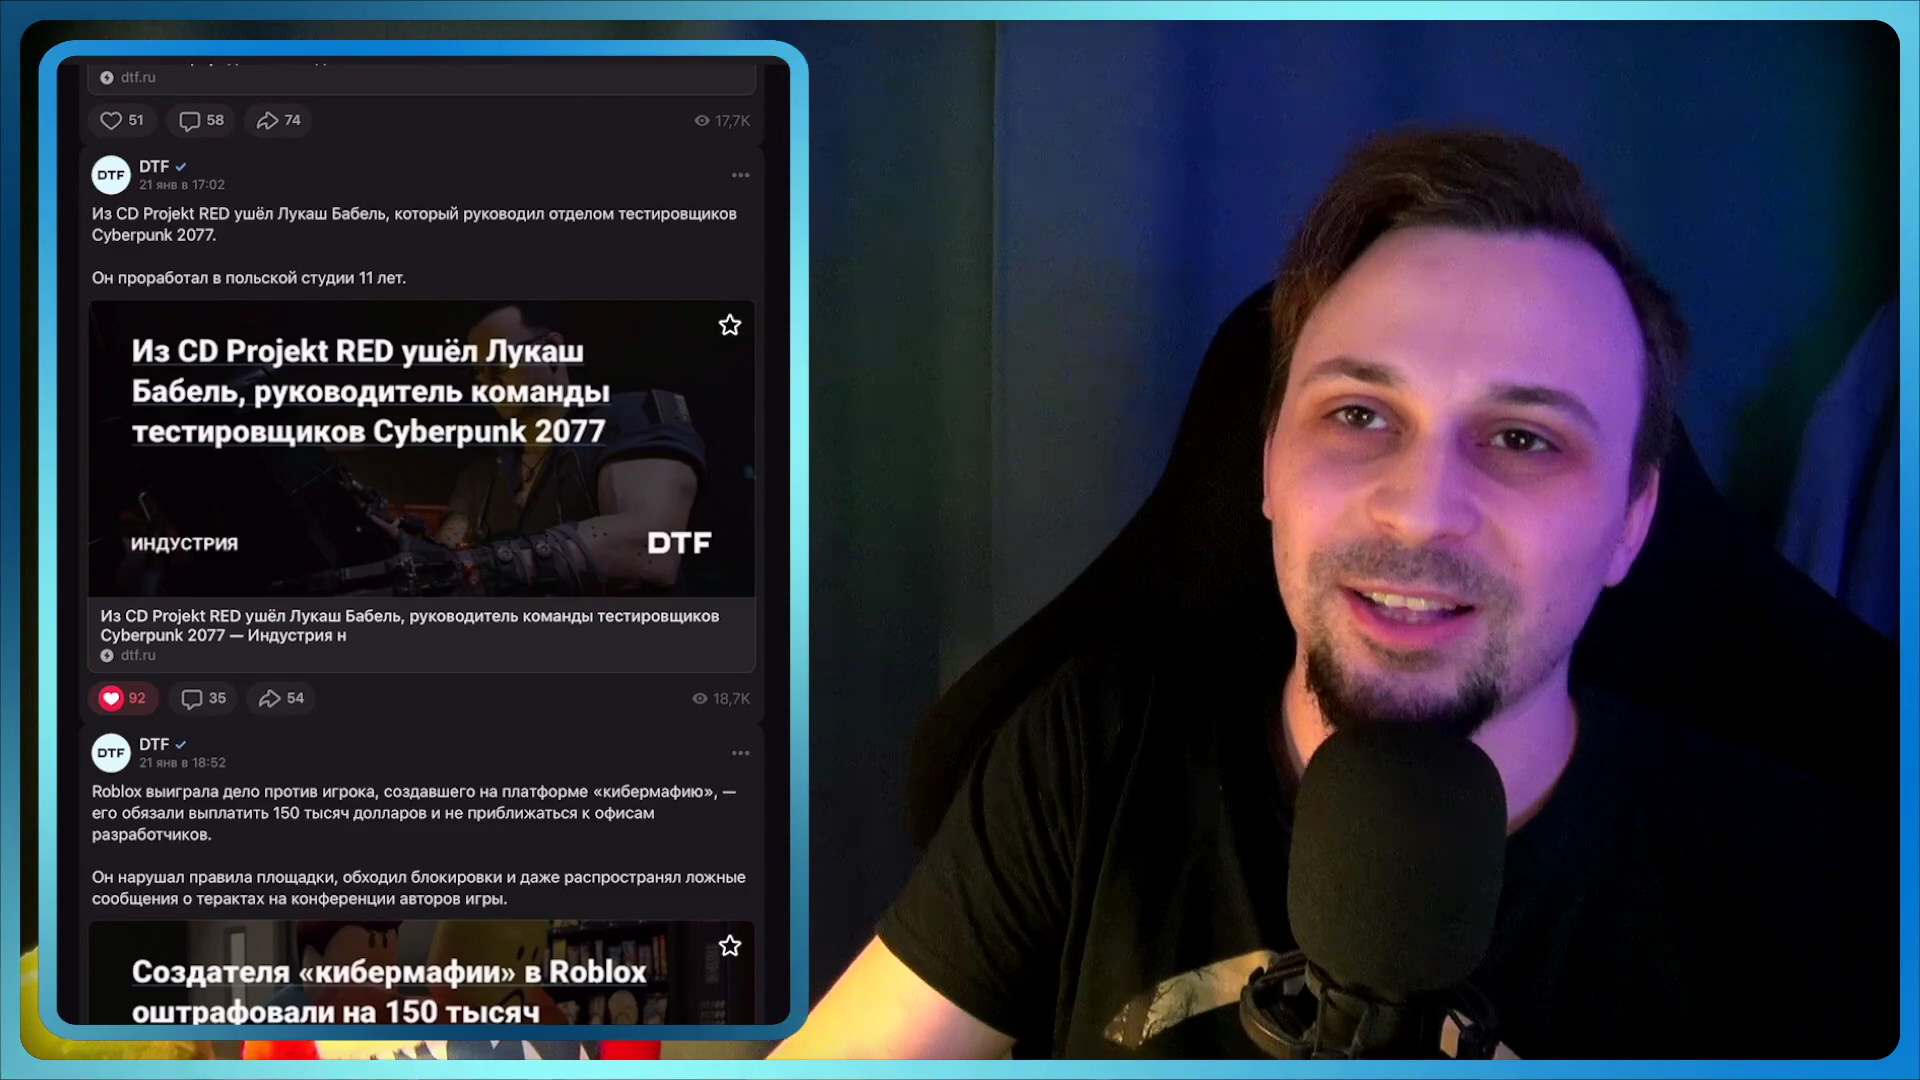 dtf.ru
51 58 74 17,7K
DTF
DTF
21 янв в 17:02
Из CD Projekt RED ушёл Лукаш Бабель, который руководил отделом тестировщиков
Cyberpunk 2077.
Он проработал в польской студии 11 лет.
Из CD Projekt RED ушёл Лукаш
Бабель, руководитель команды
тестировщиков Cyberpunk 2077
ИНДУСТРИЯ
DTF
Из CD Projekt RED ушёл Лукаш Бабель, руководитель команды тестировщиков
Cyberpunk 2077 — Индустрия н
dtf.ru
92 35 54 18,7K
DTF
DTF
21 янв в 18:52
Roblox выиграла дело против игрока, создавшего на платформе «кибермафию», —
его обязали выплатить 150 тысяч долларов и не приближаться к офисам
разработчиков.
Он нарушал правила площадки, обходил блокировки и даже распространял ложные
сообщения о терактах на конференции авторов игры.
Создателя «кибермафии» в Roblox
оштрафовали на 150 тысяч